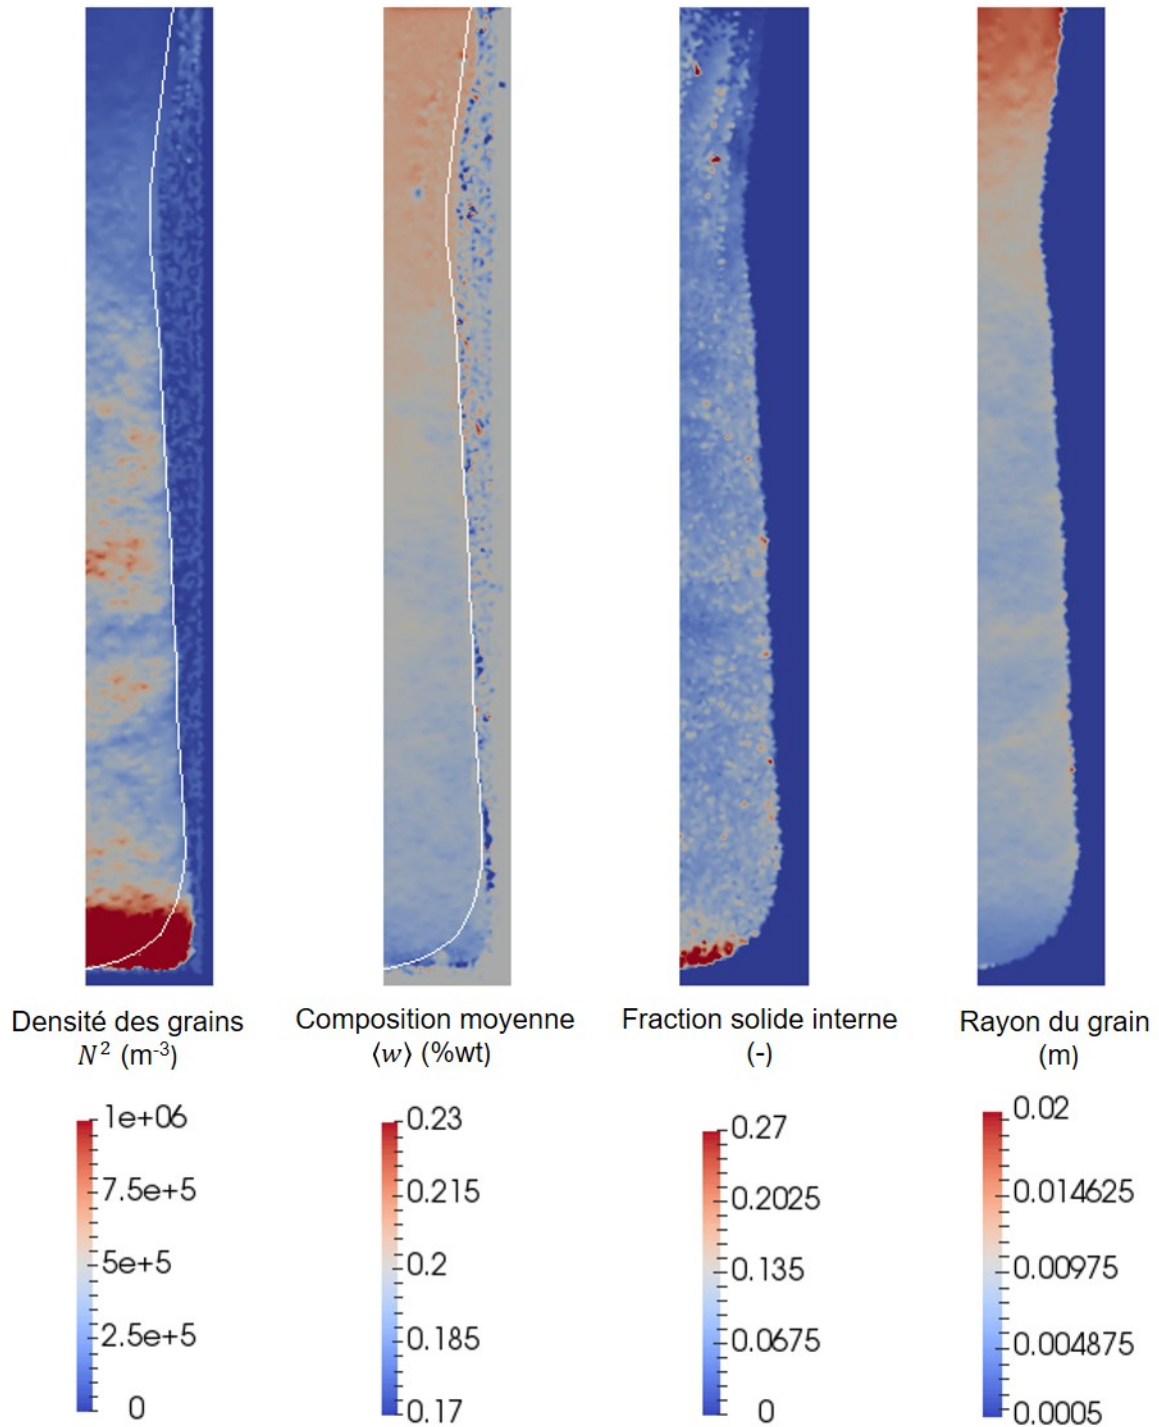 Densité des grains
N² (m⁻³)
Composition moyenne
⟨w⟩ (%wt)
Fraction solide interne
(-)
Rayon du grain
(m)
1e+06
7.5e+5
5e+5
2.5e+5
0
0.23
0.215
0.2
0.185
0.17
0.27
0.2025
0.135
0.0675
0
0.02
0.014625
0.00975
0.004875
0.0005